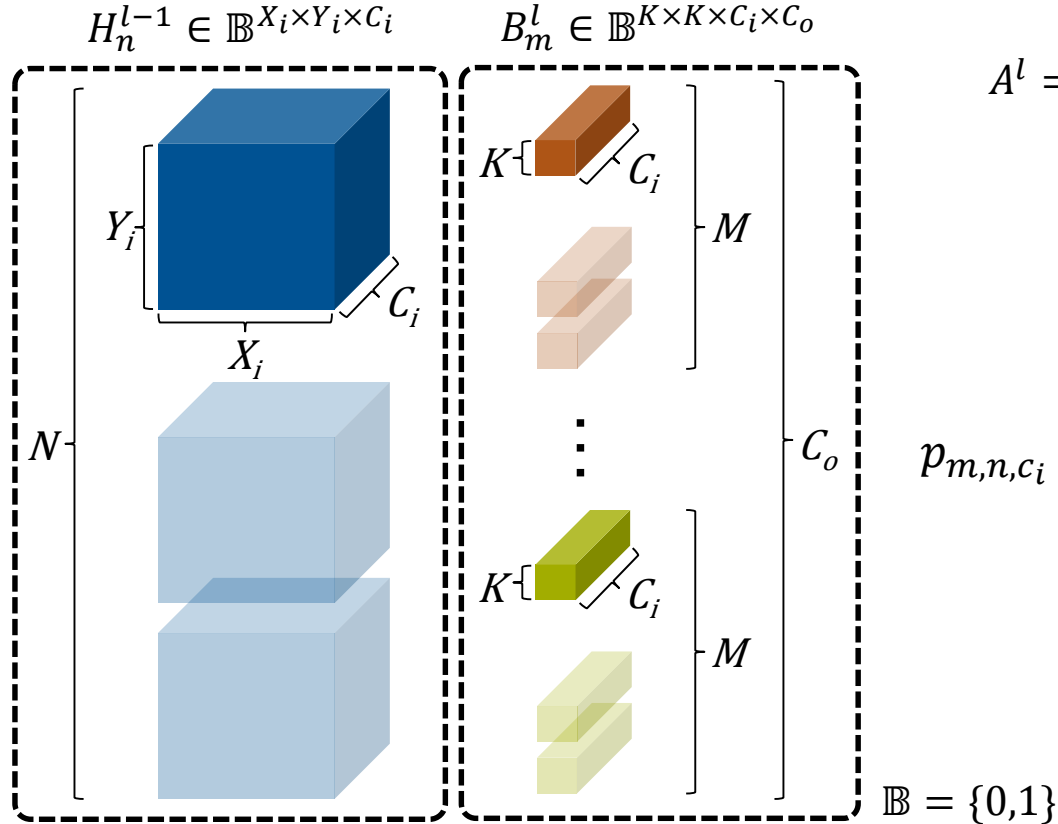 H_n^{l-1} ∈ 𝔹^{X_i×Y_i×C_i}
B_m^l ∈ 𝔹^{K×K×C_i×C_o}
A^l =
K
C_i
Y_i
M
C_i
X_i
N
C_o
p_{m,n,c_i}
K
C_i
M
𝔹 = {0,1}